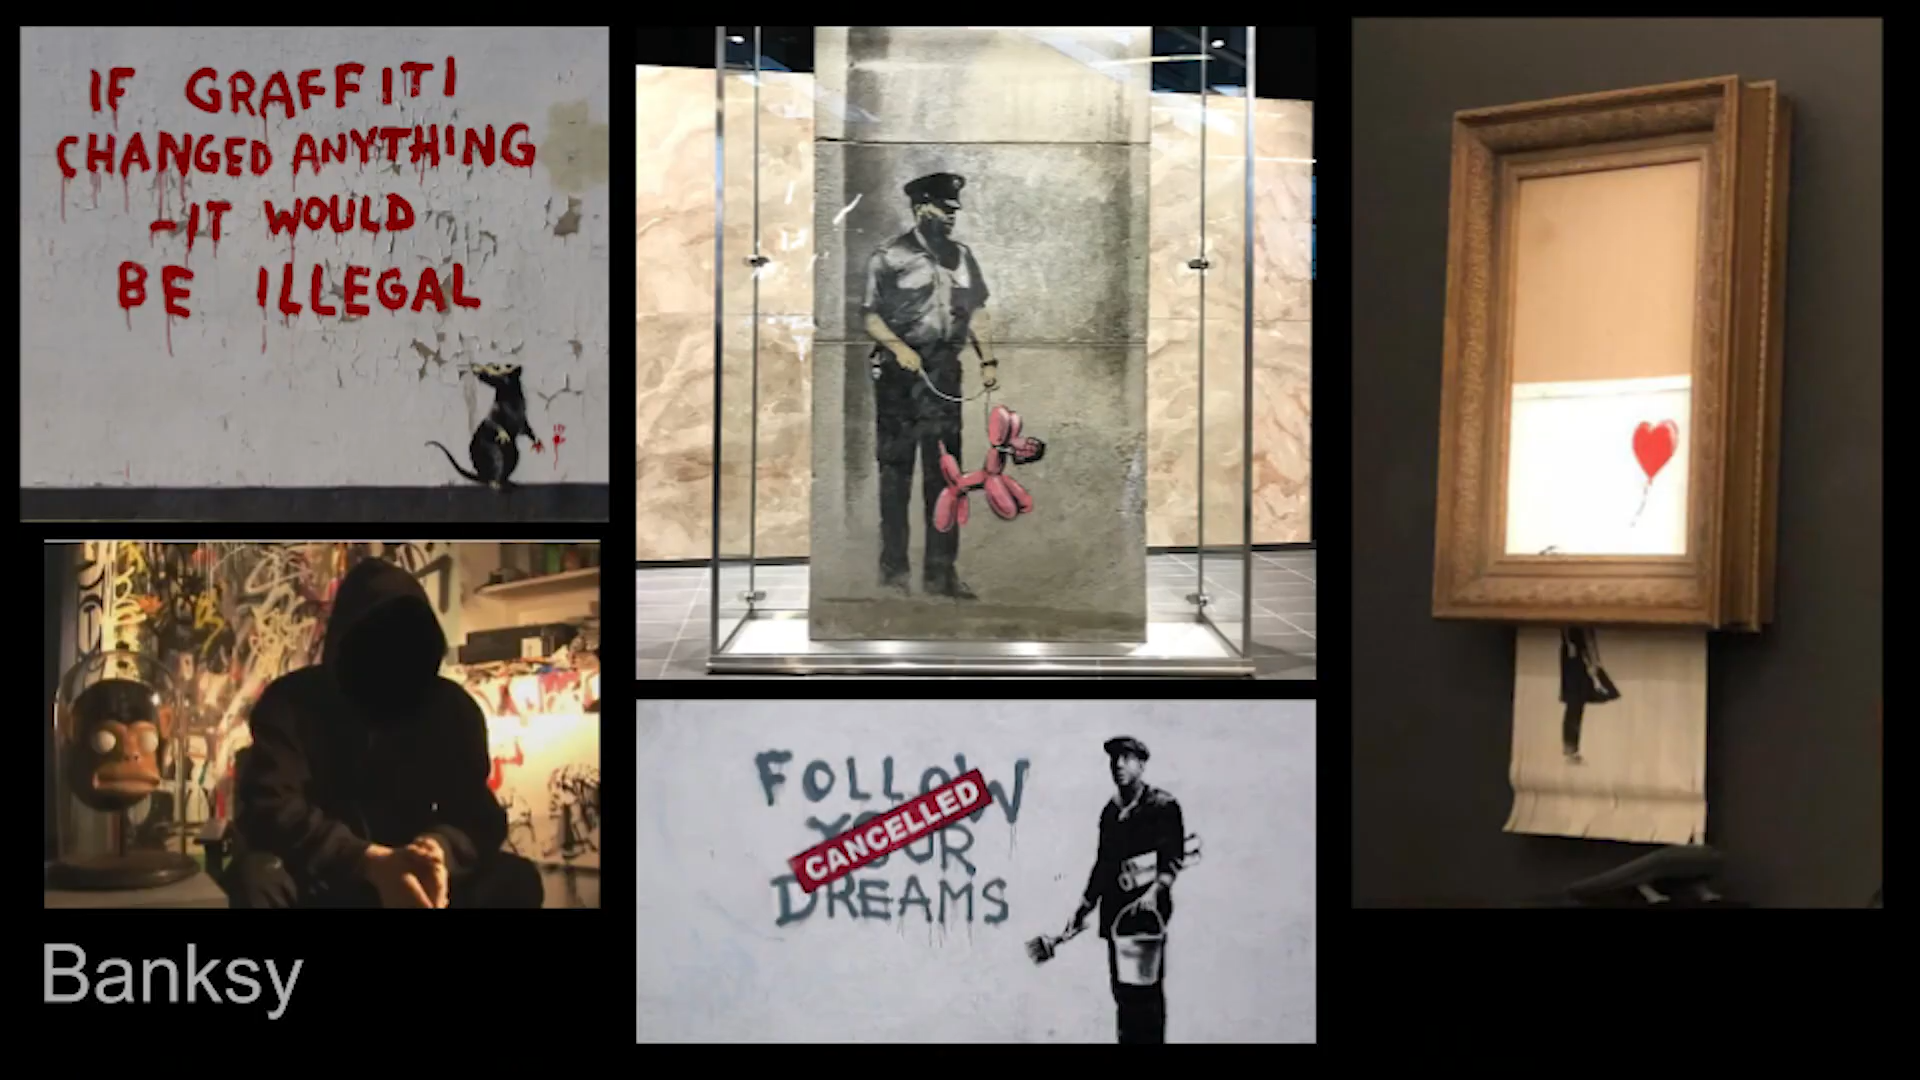 IF GRAFFITI
CHANGED ANYTHING
-IT WOULD
BE ILLEGAL
FOLLOW
YOUR
CANCELLED
DREAMS
Banksy